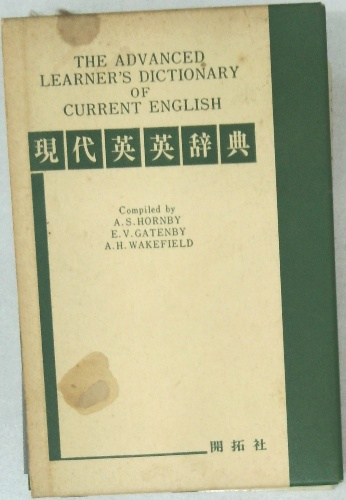 THE ADVANCED
LEARNER'S DICTIONARY
OF
CURRENT ENGLISH
現代英英辞典
Compiled by
A.S.HORNBY
E.V.GATENBY
A.H.WAKEFIELD
開拓社